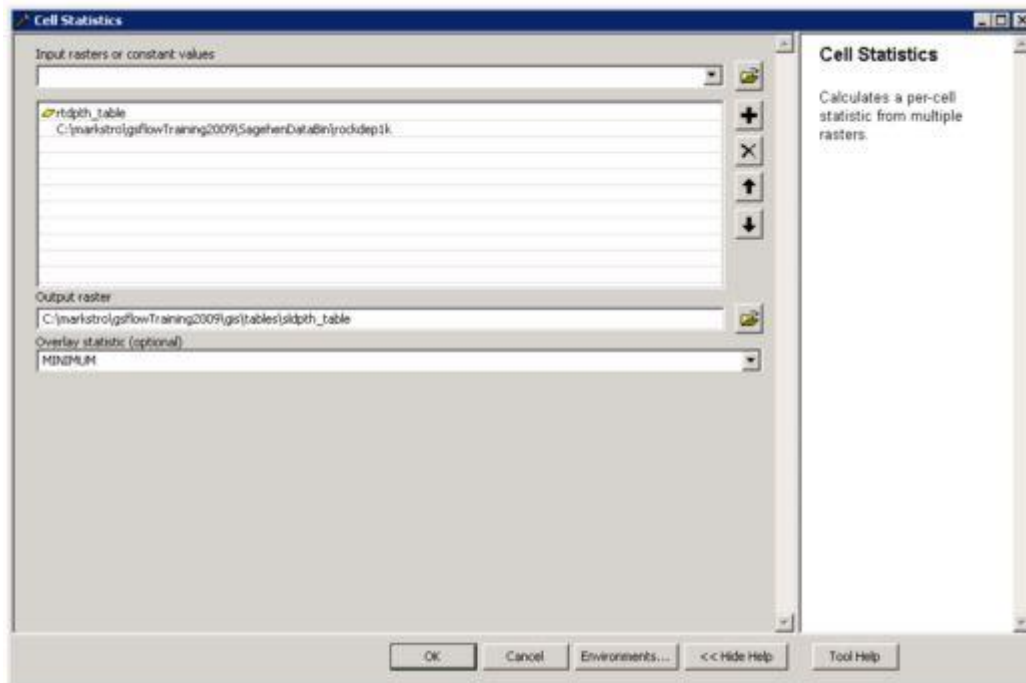 Cell Statistics
Input rasters or constant values
rtdpth_table
C:\markstro\gsflowTraining2009\SagehenDataBin\rockdep1k
Output raster
C:\markstro\gsflowTraining2009\gis\tables\sldpth_table
Overlay statistic (optional)
MINIMUM
OK
Cancel
Environments...
<< Hide Help
Cell Statistics
Calculates a per-cell
statistic from multiple
rasters.
Tool Help